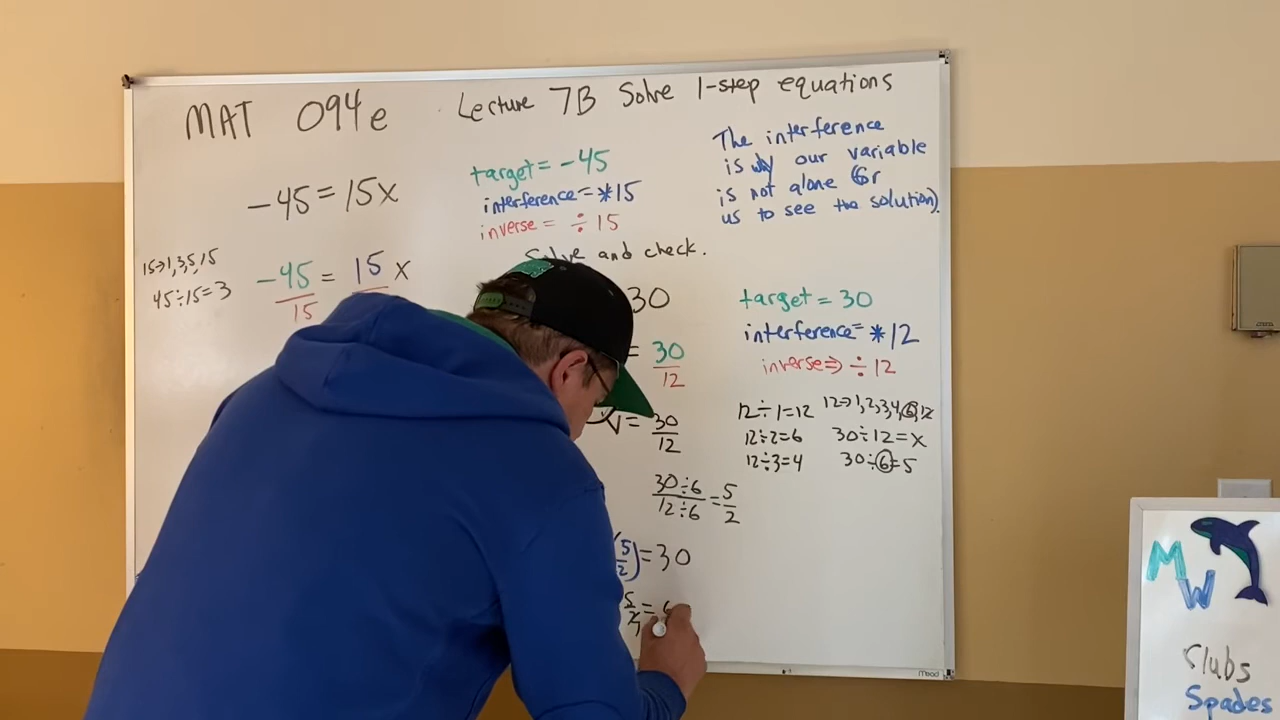 MAT 094e
Lecture 7B Solve 1-step equations
-45 = 15x
target = -45
interference = *15
inverse = ÷ 15
The interference
is why our variable
is not alone (for
us to see the solution).
Solve and check.
15→1,3,5,15
45÷15=3
-45/15 = 15 x
30
= 30/12
= 30/12
30÷6/12÷6 = 5/2
5/2) = 30
5/2 =
target = 30
interference = *12
inverse ⇒ ÷ 12
12÷1=12
12÷2=6
12÷3=4
12→1,2,3,4,6,12
30÷12=x
30÷6=5
MW
Clubs
Spades